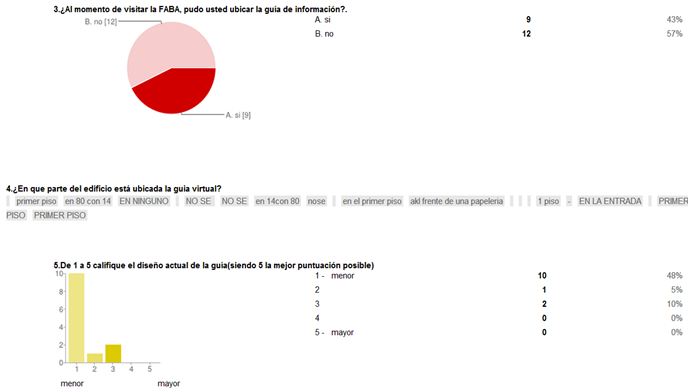 3.¿Al momento de visitar la FABA, pudo usted ubicar la guia de información?.
B. no [12]
A. si 9 43%
B. no 12 57%
A. si [9]
4.¿En que parte del edificio está ubicada la guia virtual?
primer piso en 80 con 14 EN NINGUNO NO SE NO SE en 14con 80 nose en el primer piso akl frente de una papeleria 1 piso - EN LA ENTRADA PRIMER
PISO PRIMER PISO
5.De 1 a 5 califique el diseño actual de la guia(siendo 5 la mejor puntuación posible)
10
8
6
4
2
0
1 2 3 4 5
menor mayor
1 - menor 10 48%
2 1 5%
3 2 10%
4 0 0%
5 - mayor 0 0%